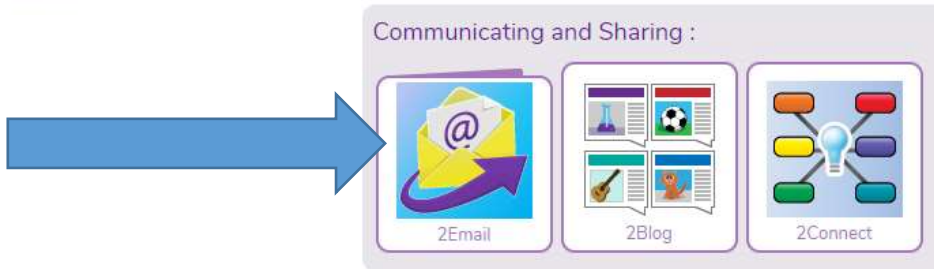 Communicating and Sharing :
@
2Email
2Blog
2Connect